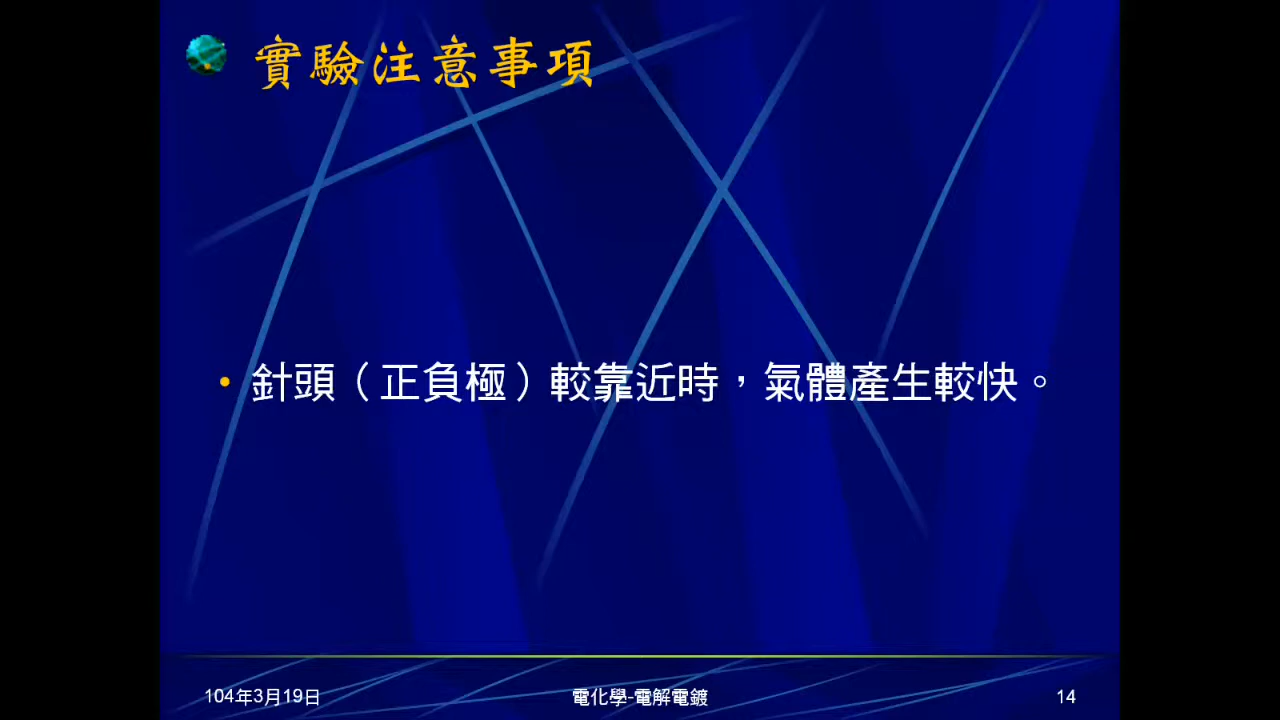 實驗注意事項
• 針頭（正負極）較靠近時，氣體產生較快。
104年3月19日
電化學-電解電鍍
14